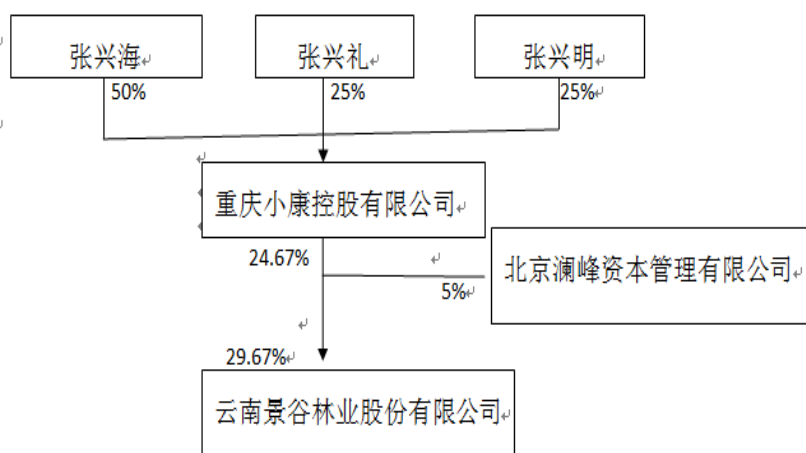 张兴海
张兴礼
张兴明
50%
25%
25%
重庆小康控股有限公司
24.67%
北京澜峰资本管理有限公司
5%
29.67%
云南景谷林业股份有限公司